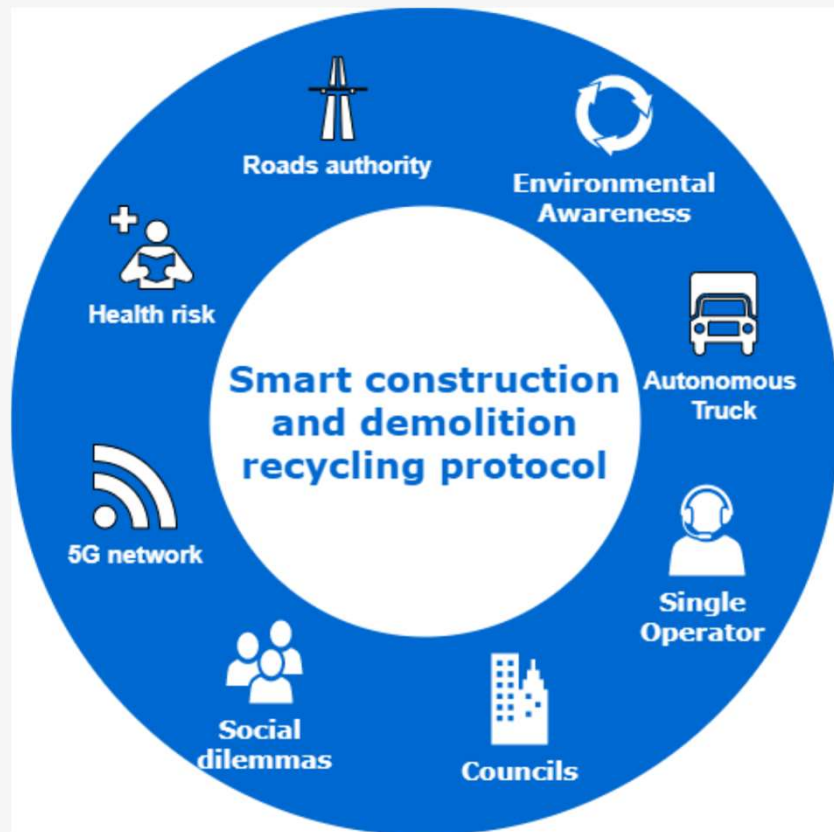 Roads authority
Environmental
Awareness
Health risk
Smart construction
and demolition
recycling protocol
Autonomous
Truck
5G network
Single
Operator
Social
dilemmas
Councils